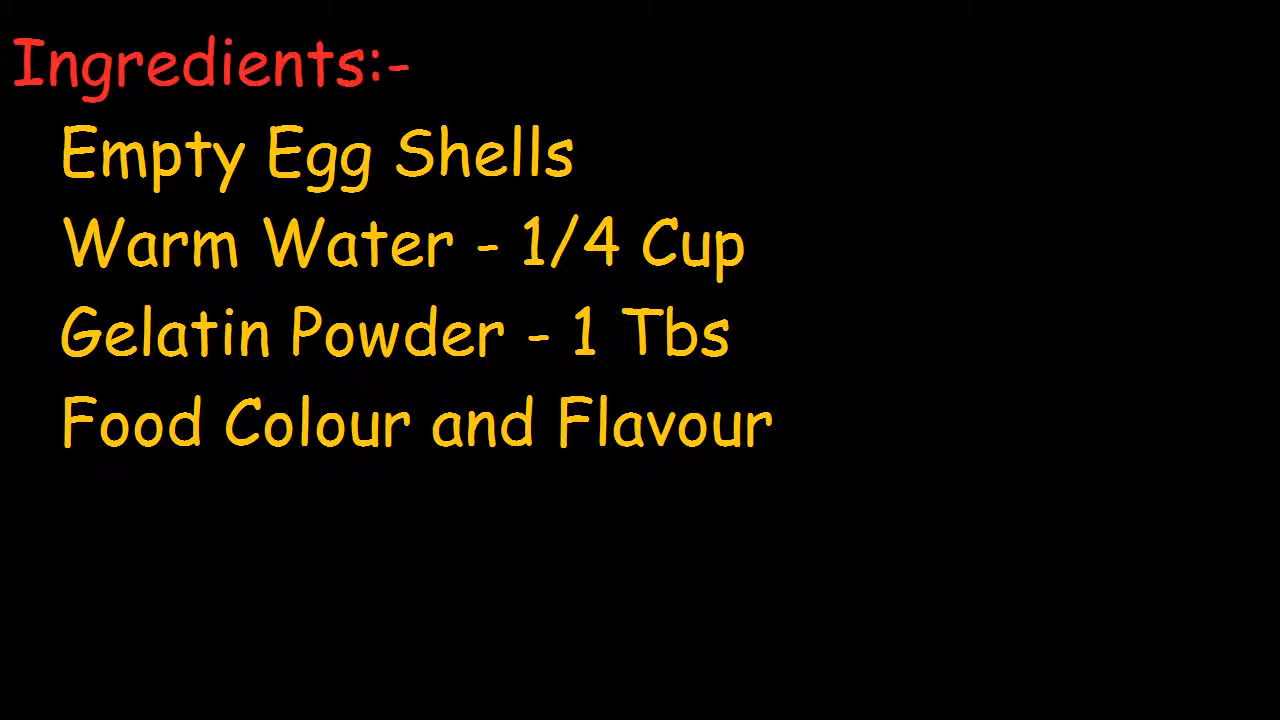 Ingredients:-
Empty Egg Shells
Warm Water - 1/4 Cup
Gelatin Powder - 1 Tbs
Food Colour and Flavour